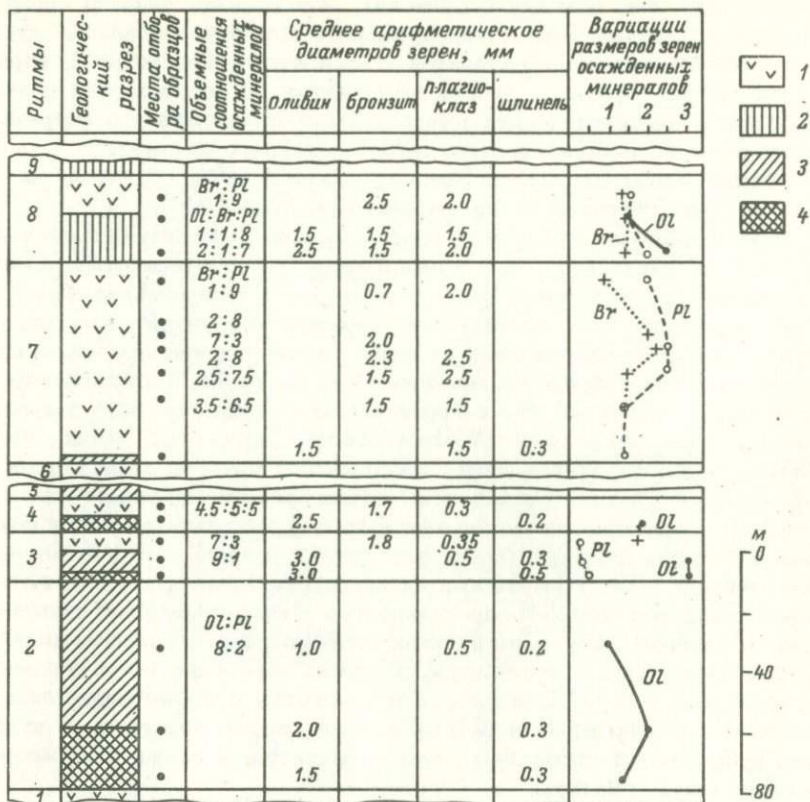 Ритмы
Геологичес-
кий
разрез
Места отбо-
ра образцов
Объемные
соотношения
осажденных
минералов
Среднее арифметическое
диаметров зерен, мм
оливин бронзит плагио-
клаз шпинель
Вариации
размеров зерен
осажденных
минералов
1 2 3
1
2
3
4
9
8
Br:Pl
1:9 2.5 2.0
Ol:Br:Pl
1:1:8 1.5 1.5 1.5
2:1:7 2.5 1.5 2.0
Ol
Br
7
Br:Pl
1:9 0.7 2.0
2:8
7:3 2.0
2:8 2.3 2.5
2.5:7.5 1.5 2.5
3.5:6.5 1.5 1.5
1.5 1.5 0.3
Br Pl
6
5
4 4.5:5:5 1.7 0.3
2.5 0.2 Ol
3 7:3 1.8 0.35
9:1 3.0 0.5 0.3
3.0 0.5
Pl Ol
2
Ol:Pl
8:2 1.0 0.5 0.2
2.0 0.3
1.5 0.3
Ol
1
м
0
-40
-80